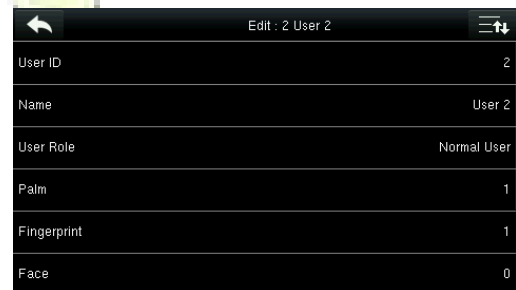 Edit : 2 User 2
User ID 2
Name User 2
User Role Normal User
Palm 1
Fingerprint 1
Face 0